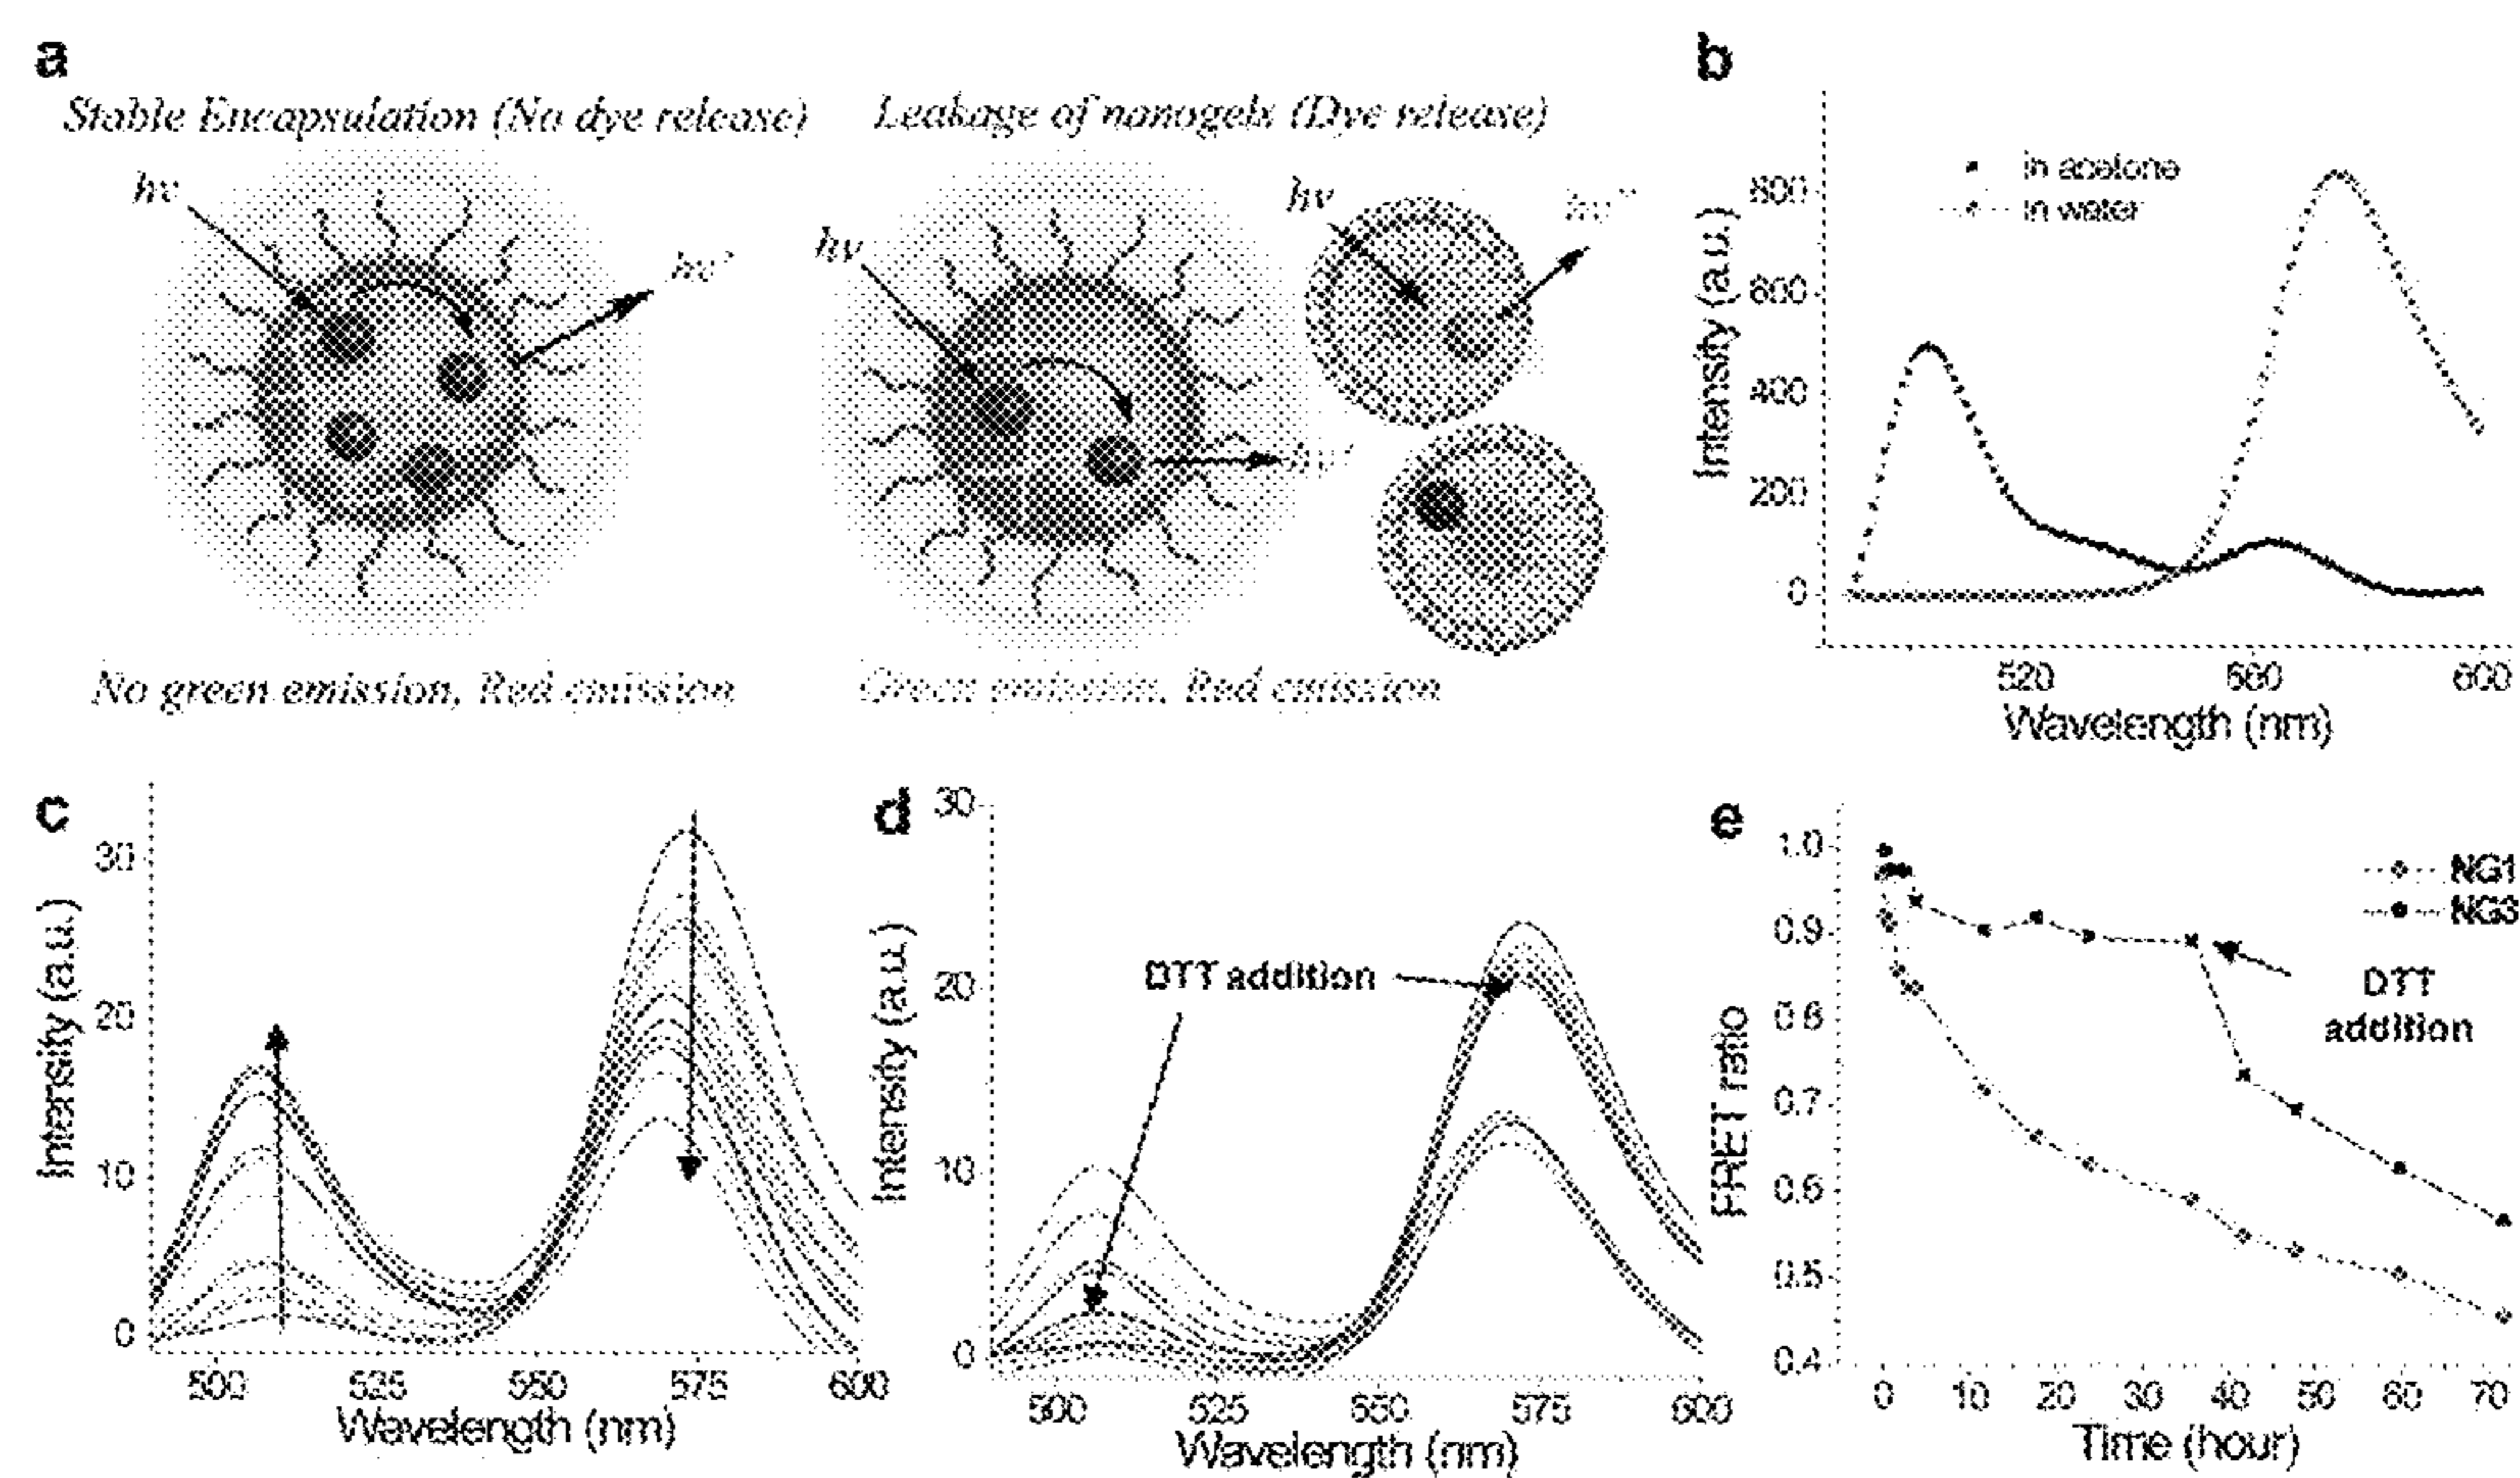 a
Stable Encapsulation (No dye release)
Leakage of nanogels (Dye release)
hν
hν
hν
No green emission, Red emission
Green emission, Red emission
b
in acetone
in water
Intensity (a.u.)
800
600
400
200
0
520
560
600
Wavelength (nm)
c
Intensity (a.u.)
30
20
10
0
500
525
550
575
600
Wavelength (nm)
d
Intensity (a.u.)
30
20
10
0
DTT addition
500
525
550
575
600
Wavelength (nm)
e
FRET ratio
1.0
0.9
0.8
0.7
0.6
0.5
0.4
NG1
NG3
DTT
addition
0
10
20
30
40
50
60
70
Time (hour)